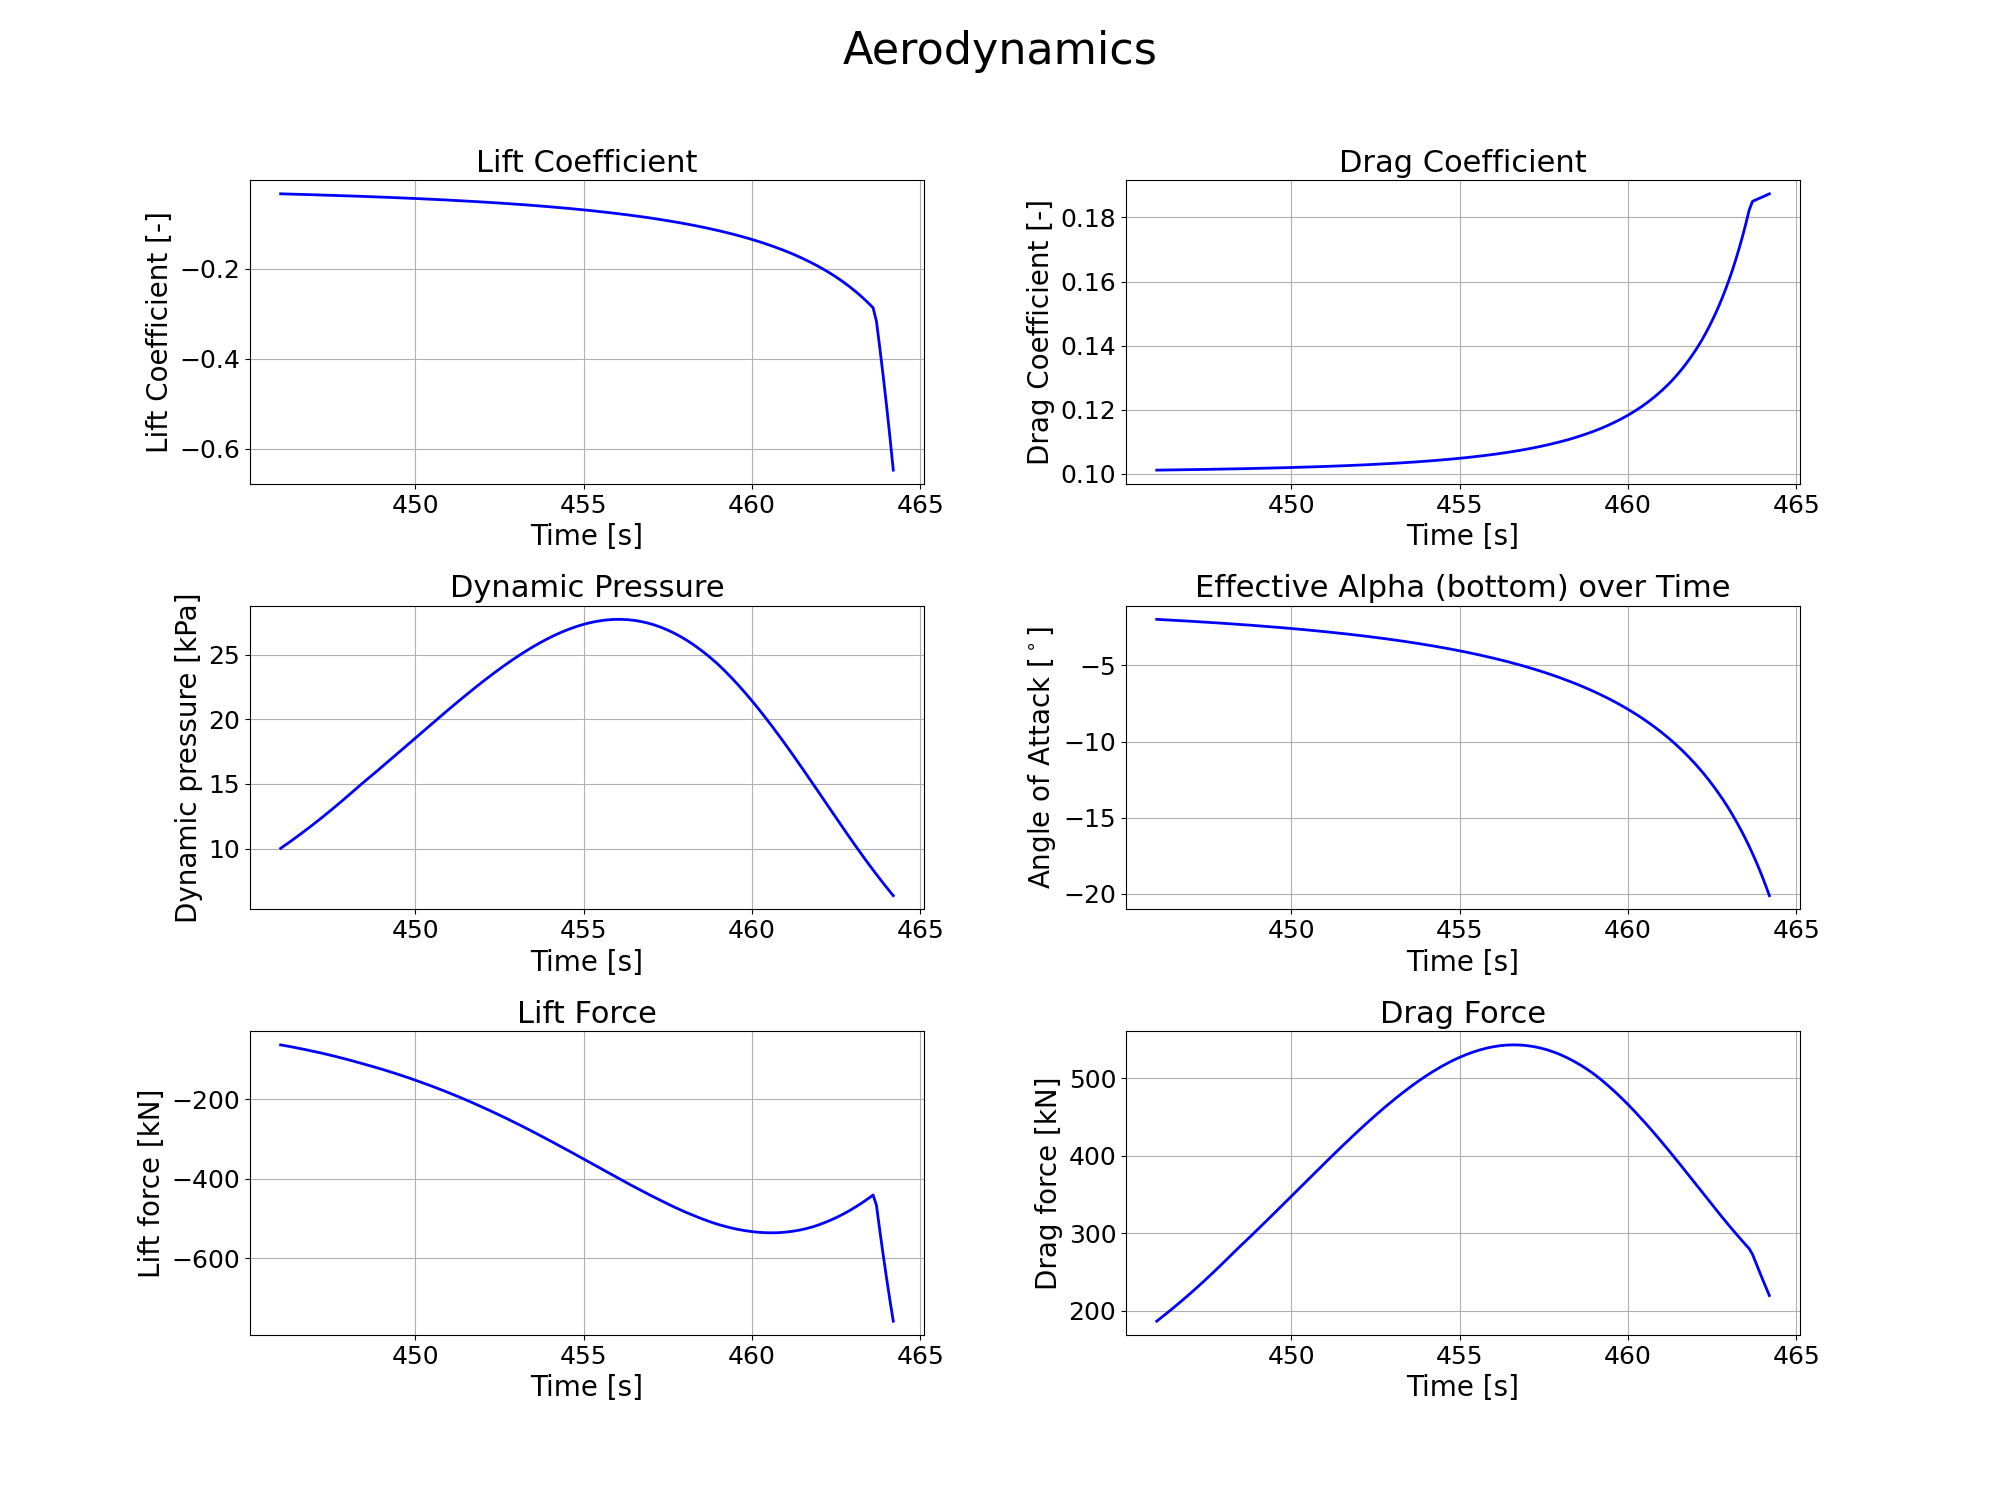 Aerodynamics
Lift Coefficient
Lift Coefficient [-]
−0.2
−0.4
−0.6
450 455 460 465
Time [s]
Drag Coefficient
Drag Coefficient [-]
0.18
0.16
0.14
0.12
0.10
450 455 460 465
Time [s]
Dynamic Pressure
Dynamic pressure [kPa]
25
20
15
10
450 455 460 465
Time [s]
Effective Alpha (bottom) over Time
Angle of Attack [°]
−5
−10
−15
−20
450 455 460 465
Time [s]
Lift Force
Lift force [kN]
−200
−400
−600
450 455 460 465
Time [s]
Drag Force
Drag force [kN]
500
400
300
200
450 455 460 465
Time [s]